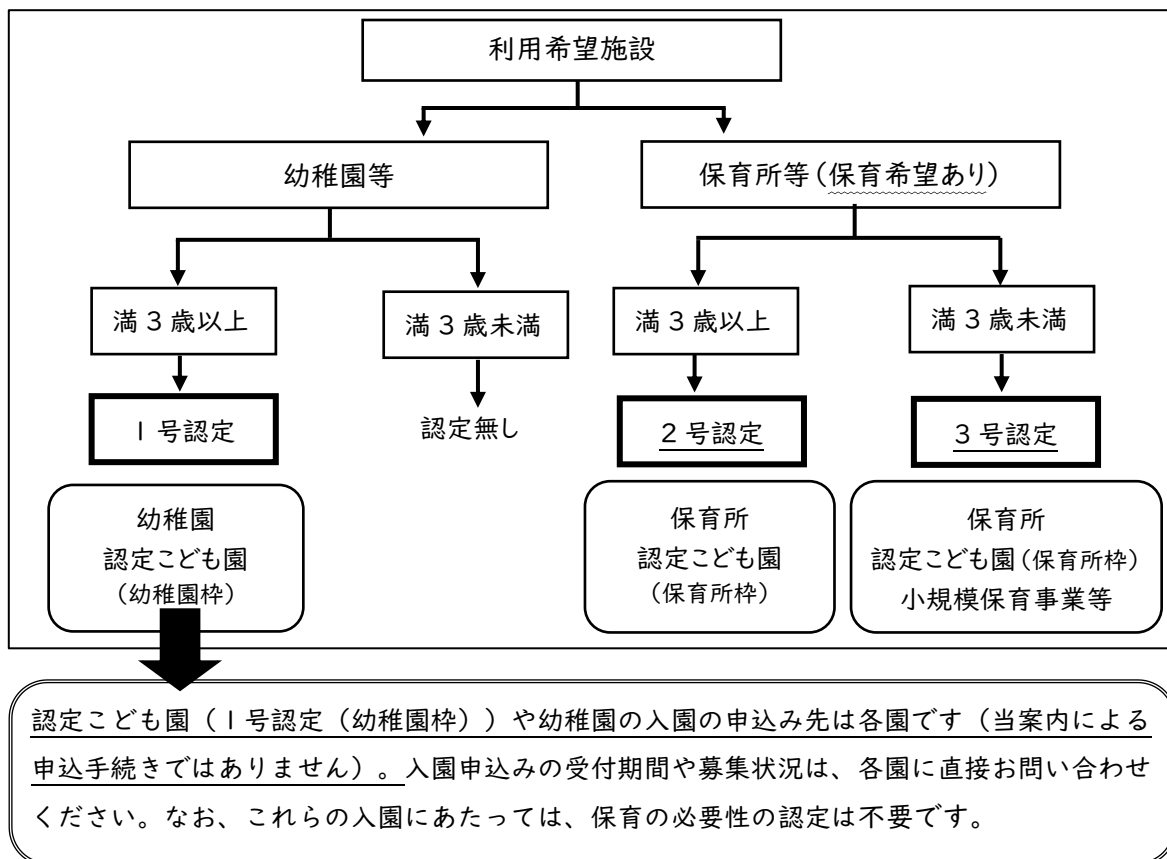 利用希望施設
幼稚園等
保育所等(保育希望あり)
満3歳以上
満3歳未満
満3歳以上
満3歳未満
1号認定
認定無し
2号認定
3号認定
幼稚園
認定こども園
(幼稚園枠)
保育所
認定こども園
(保育所枠)
保育所
認定こども園(保育所枠)
小規模保育事業等
認定こども園(1号認定(幼稚園枠))や幼稚園の入園の申込み先は各園です(当案内による
申込手続きではありません)。入園申込みの受付期間や募集状況は、各園に直接お問い合わせ
ください。なお、これらの入園にあたっては、保育の必要性の認定は不要です。